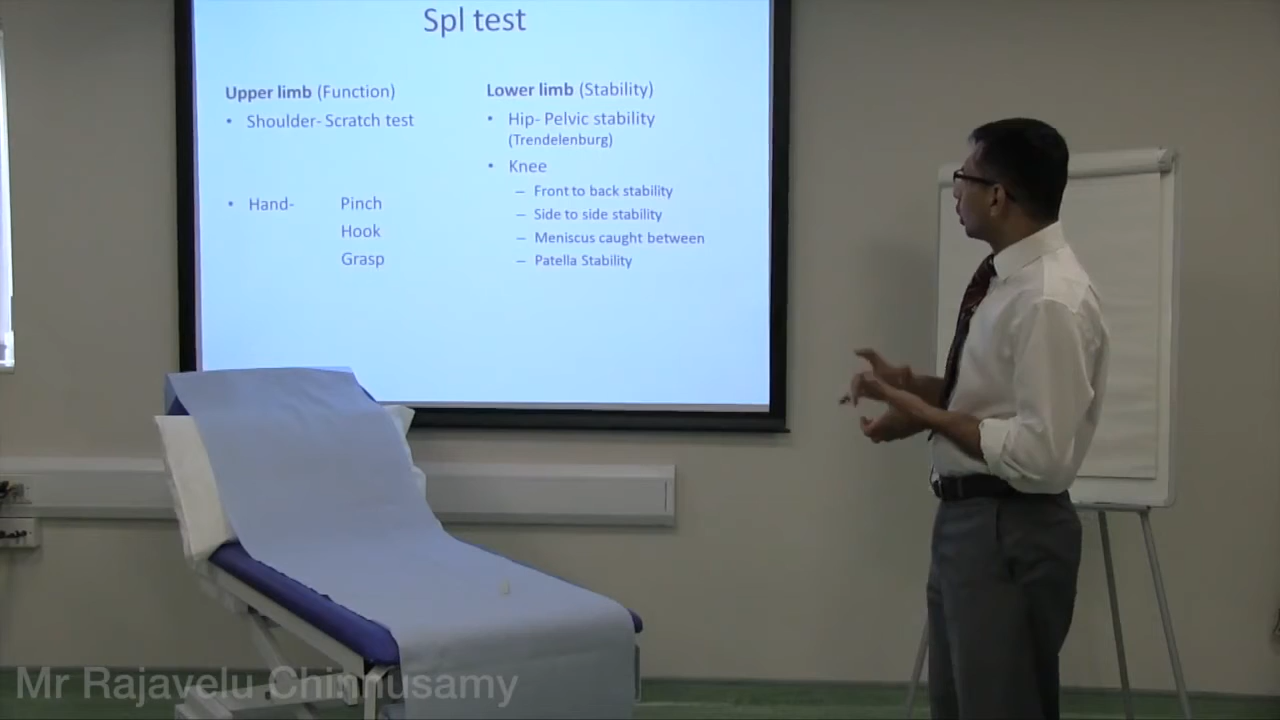 Spl test
Upper limb (Function)
• Shoulder- Scratch test
• Hand- Pinch
Hook
Grasp
Lower limb (Stability)
• Hip- Pelvic stability
(Trendelenburg)
• Knee
– Front to back stability
– Side to side stability
– Meniscus caught between
– Patella Stability
Mr Rajavelu Chinnusamy